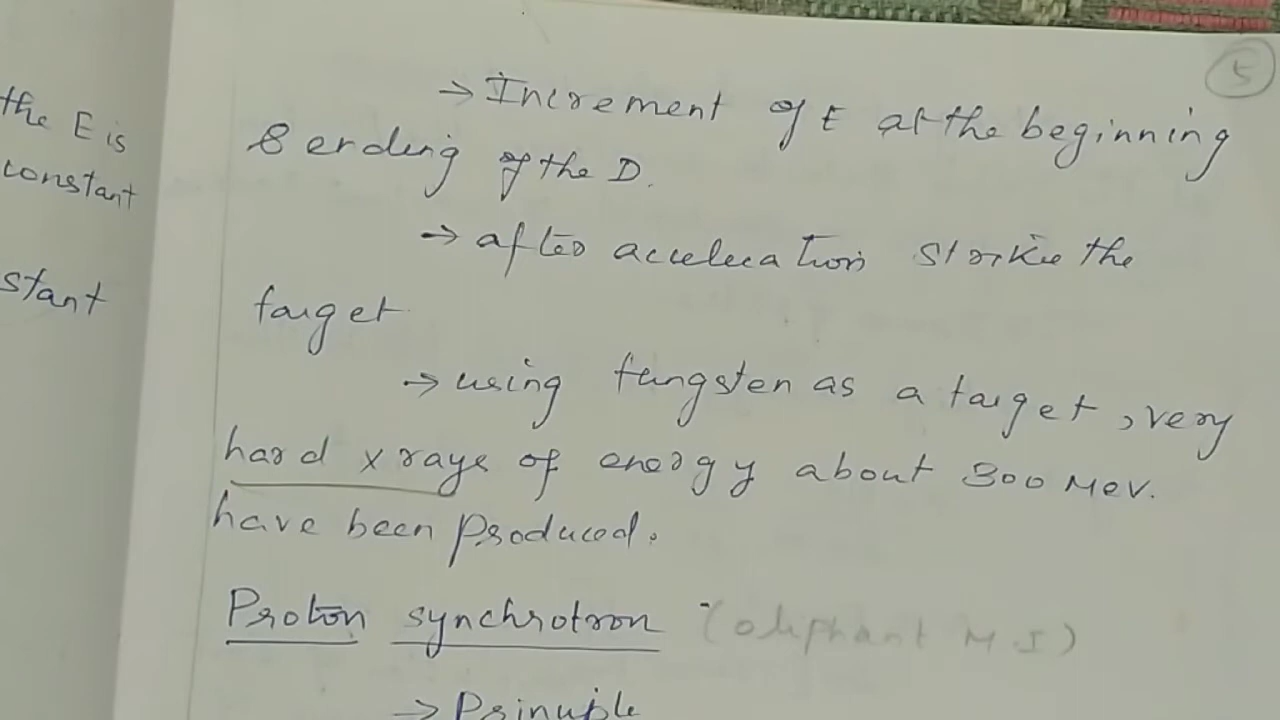 5
the E is
constant
stant
→ Increment of E at the beginning
& ending of the D.
→ after acceleration strike the
target
→ using tungsten as a target, very
hard x rays of energy about 300 MeV.
have been produced.
Proton synchrotron (oliphant M.I)
→ Principle